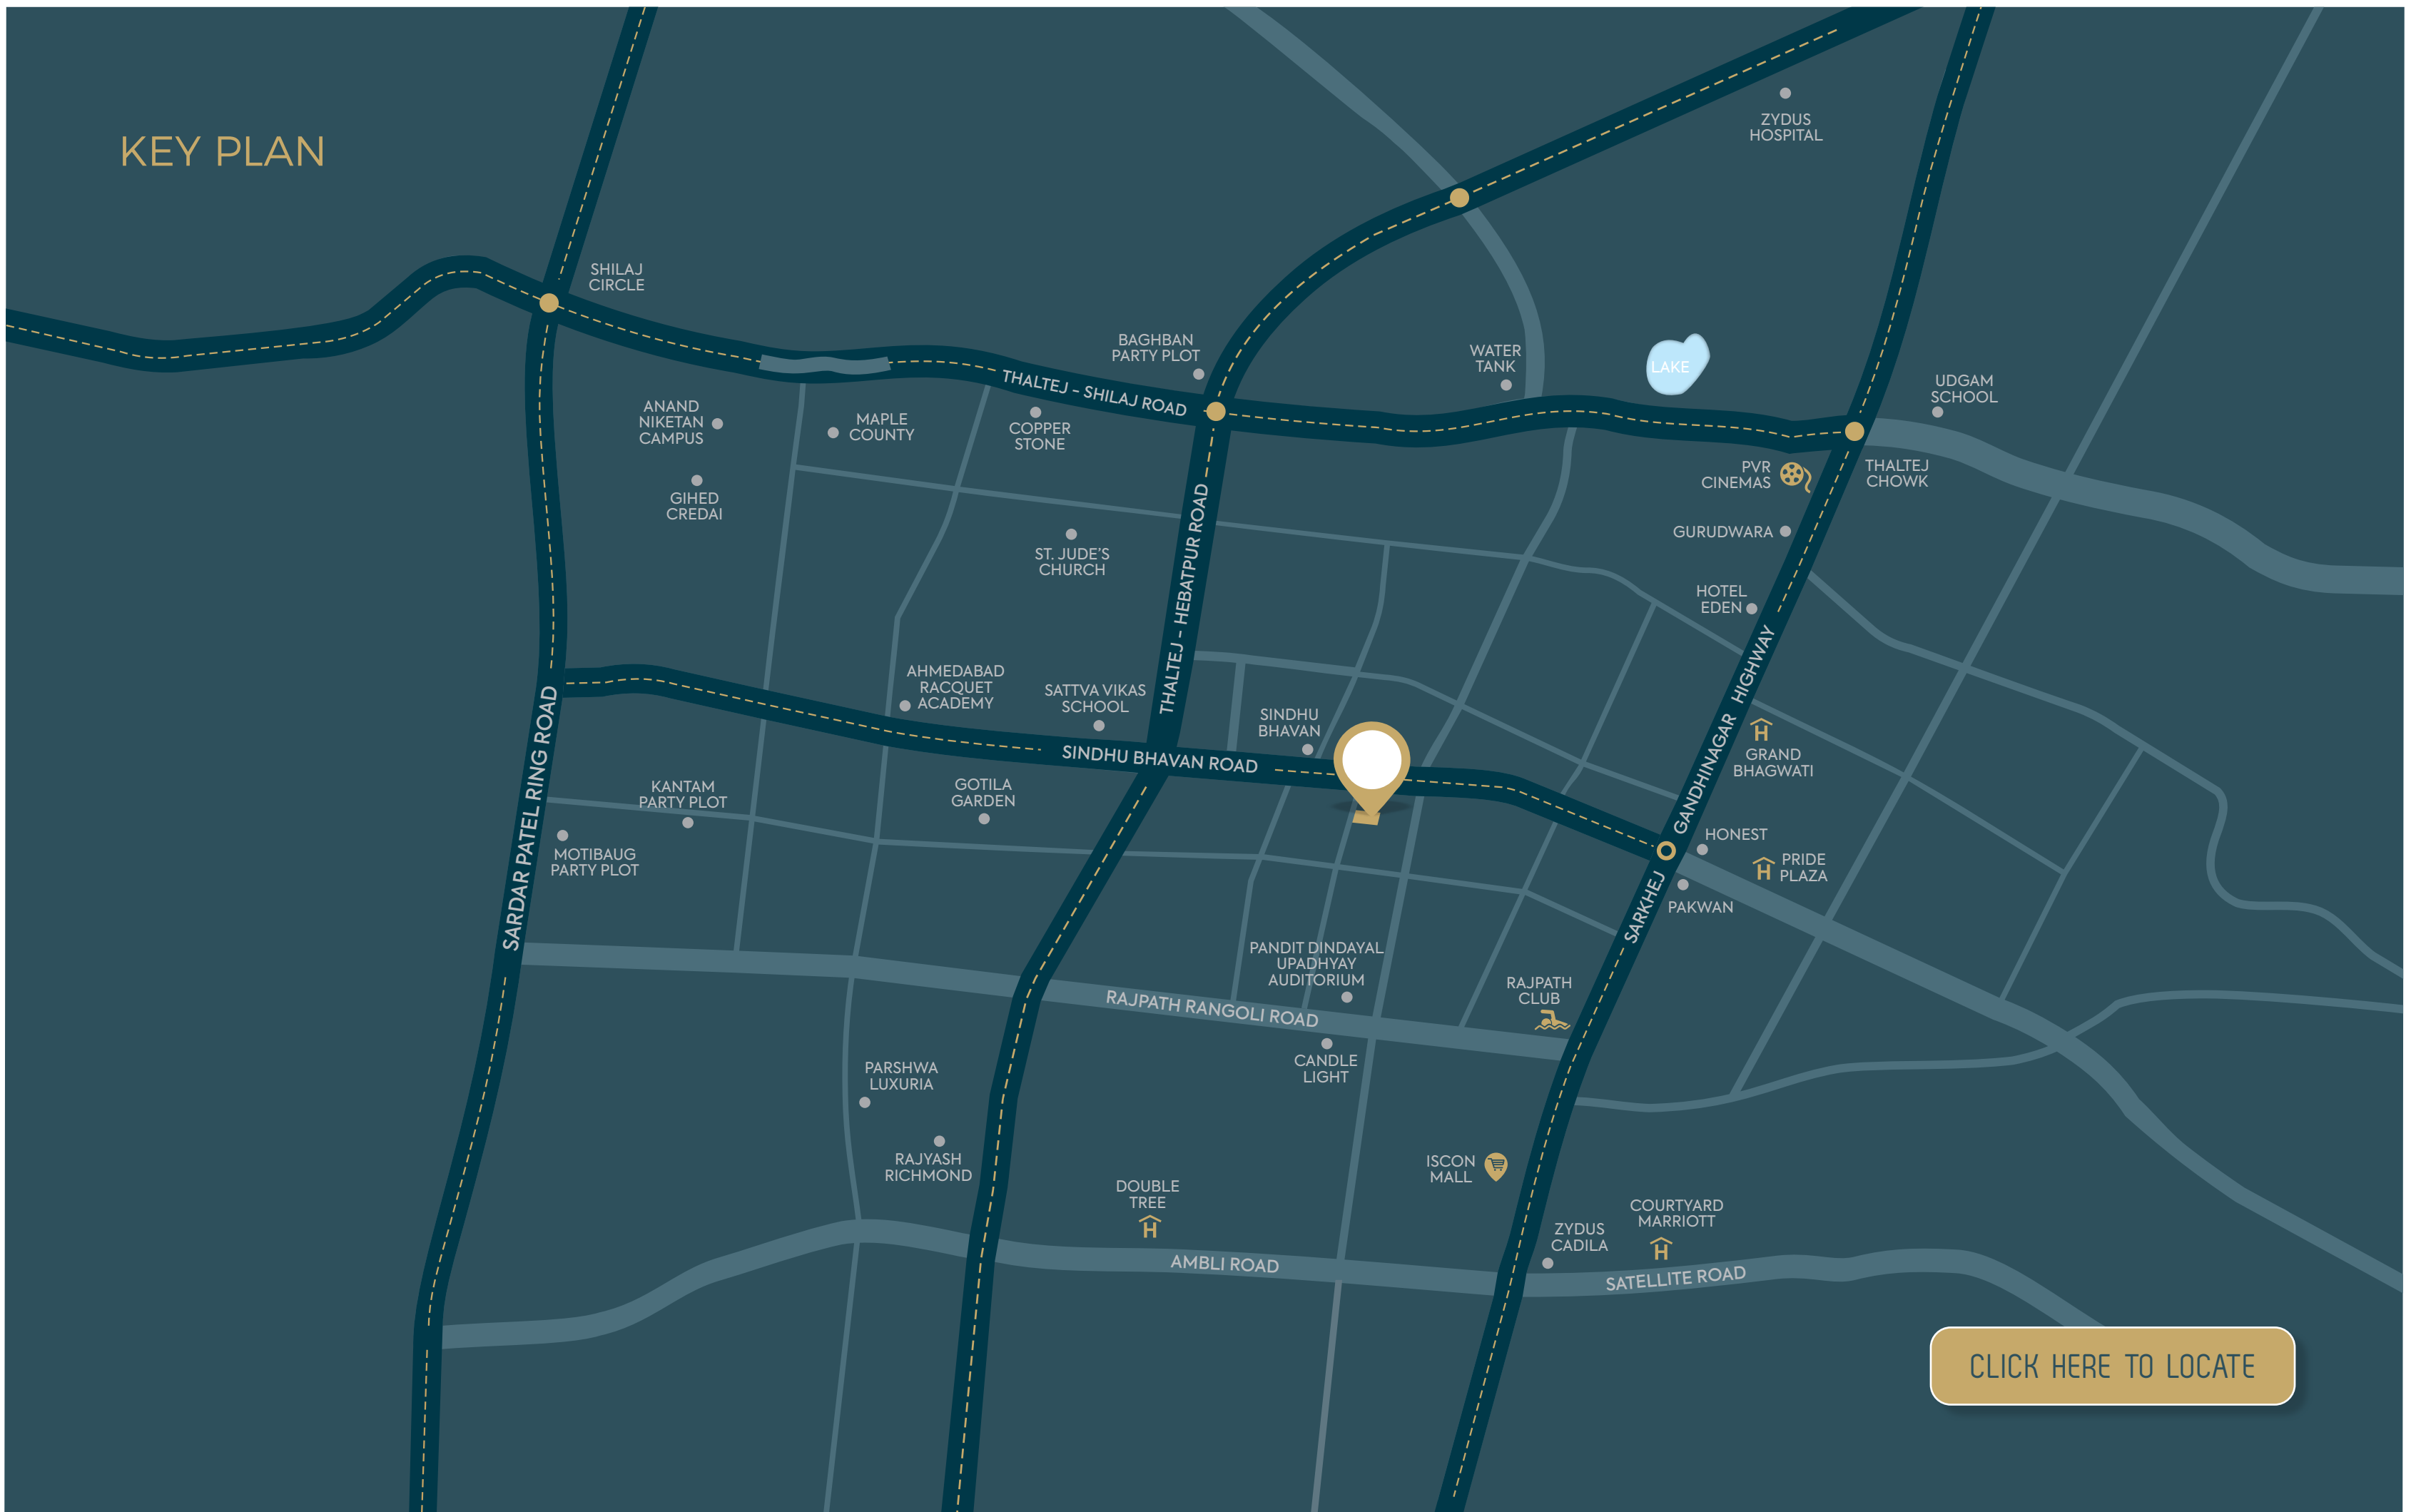 KEY PLAN
ZYDUS
HOSPITAL
SHILAJ
CIRCLE
BAGHBAN
PARTY PLOT
WATER
TANK
LAKE
UDGAM
SCHOOL
THALTEJ - SHILAJ ROAD
ANAND
NIKETAN
CAMPUS
MAPLE
COUNTY
COPPER
STONE
PVR
CINEMAS
THALTEJ
CHOWK
GIHED
CREDAI
GURUDWARA
ST. JUDE'S
CHURCH
THALTEJ - HEBATPUR ROAD
HOTEL
EDEN
AHMEDABAD
RACQUET
ACADEMY
SATTVA VIKAS
SCHOOL
SINDHU
BHAVAN
SARKHEJ GANDHINAGAR HIGHWAY
GRAND
BHAGWATI
SINDHU BHAVAN ROAD
SARDAR PATEL RING ROAD
KANTAM
PARTY PLOT
GOTILA
GARDEN
MOTIBAUG
PARTY PLOT
HONEST
PRIDE
PLAZA
PAKWAN
PANDIT DINDAYAL
UPADHYAY
AUDITORIUM
RAJPATH
CLUB
RAJPATH RANGOLI ROAD
CANDLE
LIGHT
PARSHWA
LUXURIA
RAJYASH
RICHMOND
ISCON
MALL
DOUBLE
TREE
COURTYARD
MARRIOTT
ZYDUS
CADILA
AMBLI ROAD
SATELLITE ROAD
CLICK HERE TO LOCATE